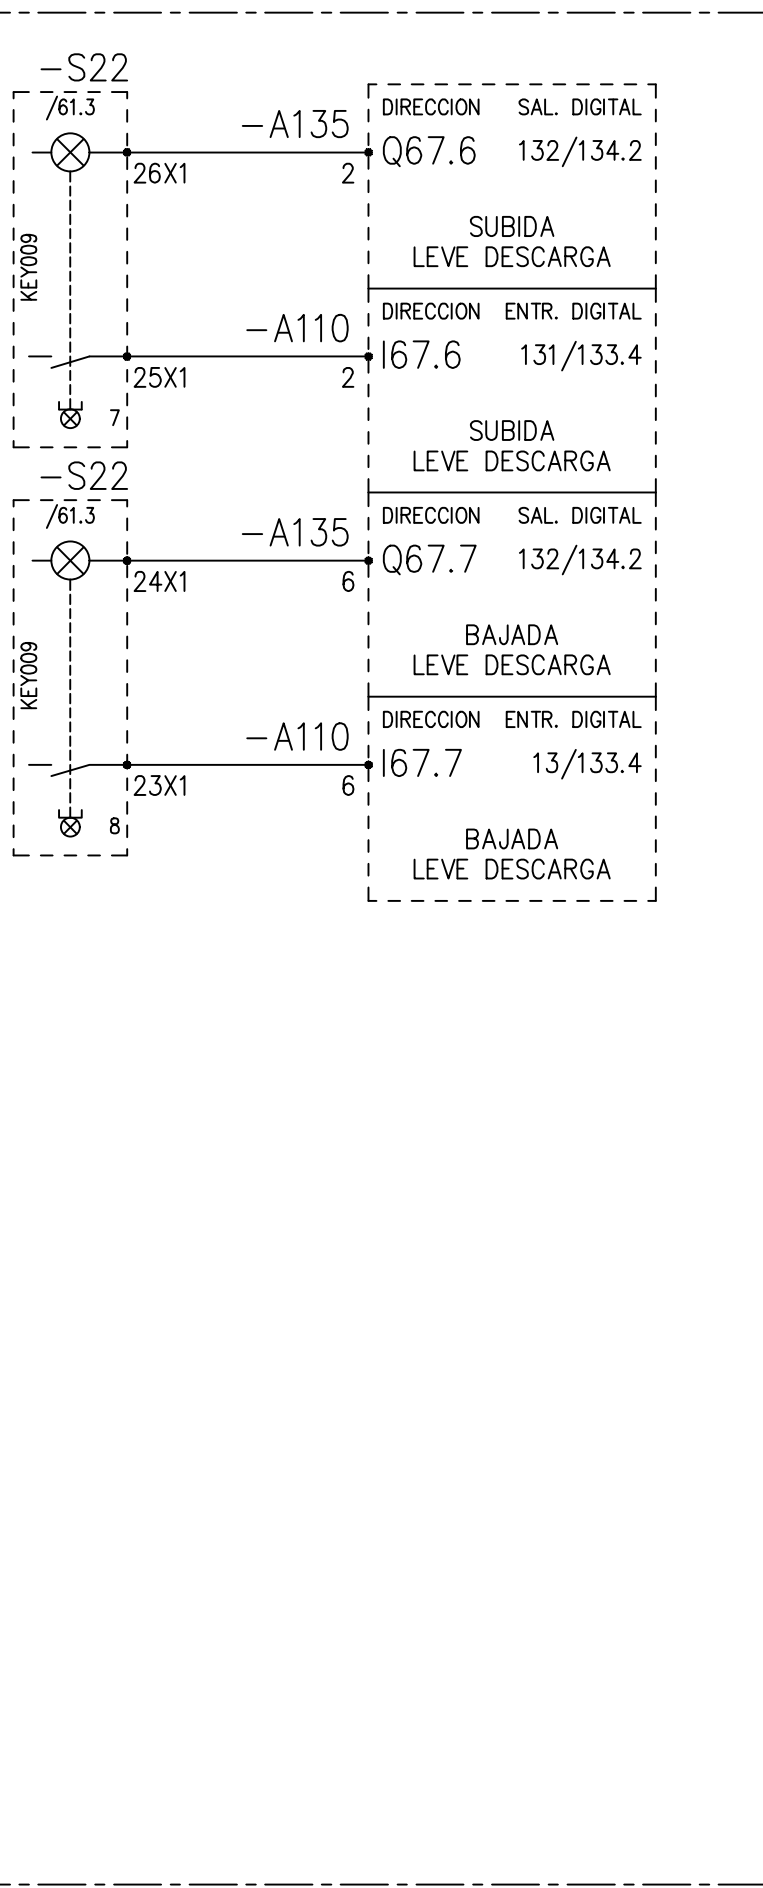 -S22
/61.3
-A135
DIRECCION SAL. DIGITAL
Q67.6 132/134.2
26X1
2
SUBIDA
LEVE DESCARGA
KEY009
-A110
DIRECCION ENTR. DIGITAL
I67.6 131/133.4
25X1
2
7
SUBIDA
LEVE DESCARGA
-S22
/61.3
-A135
DIRECCION SAL. DIGITAL
Q67.7 132/134.2
24X1
6
BAJADA
LEVE DESCARGA
KEY009
-A110
DIRECCION ENTR. DIGITAL
I67.7 13/133.4
23X1
6
8
BAJADA
LEVE DESCARGA